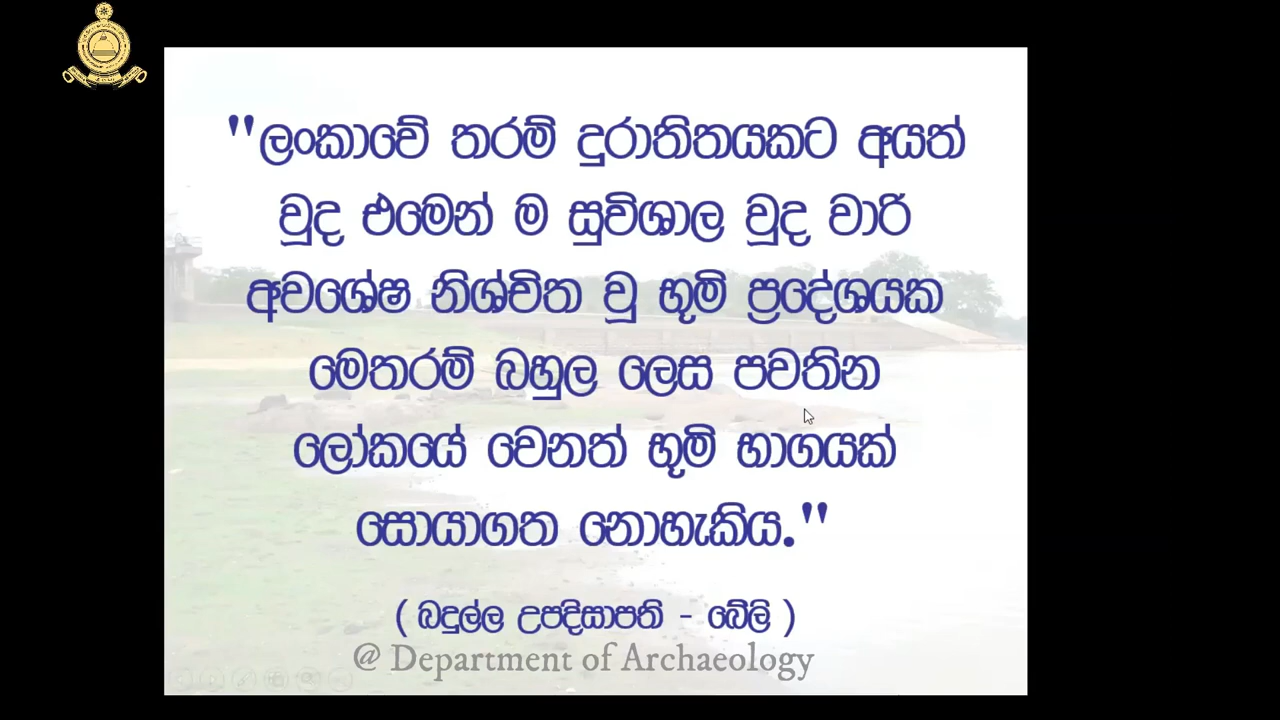 "ලංකාවේ තරම් දුරාතිතයකට අයත්
වූද එමෙන් ම සුවිශාල වූද වාරි
අවශේෂ නිශ්චිත වූ භූමි ප්‍රදේශයක
මෙතරම් බහුල ලෙස පවතින
ලෝකයේ වෙනත් භූමි භාගයක්
සොයාගත නොහැකිය."
( බදුල්ල උපදිසාපති - බේලි )
@ Department of Archaeology